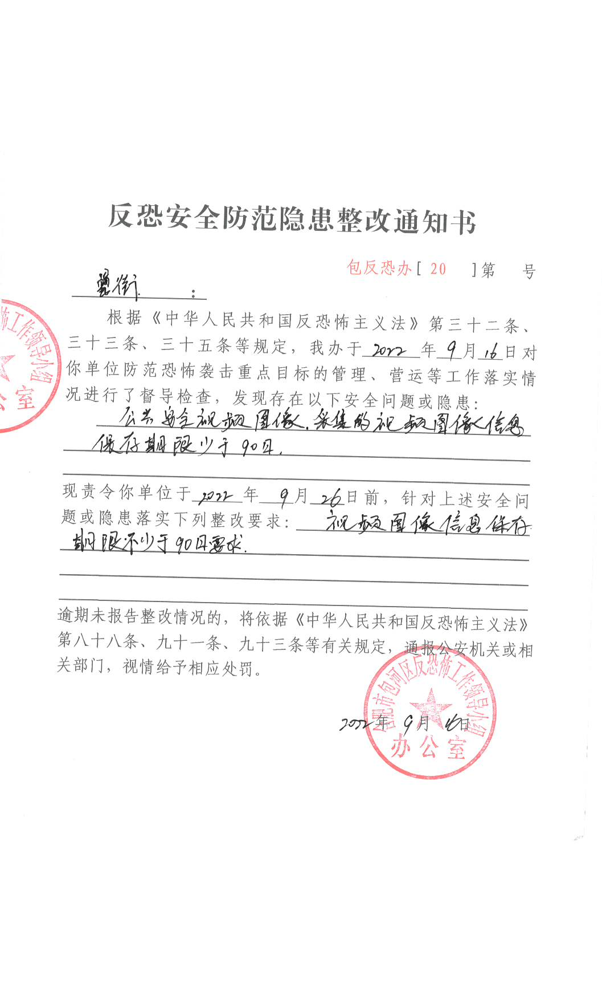 反恐安全防范隐患整改通知书
包反恐办[ 20 ]第 号
街:
根据《中华人民共和国反恐怖主义法》第三十二条、
三十三条、三十五条等规定，我办于2022年9月16日对
你单位防范恐怖袭击重点目标的管理、营运等工作落实情
况进行了督导检查，发现存在以下安全问题或隐患：
公共安全视频图像.采集的视频图像信息
保存期限少于90日.
现责令你单位于2022年9月26日前，针对上述安全问
题或隐患落实下列整改要求：视频图像信息保存
期限不少于90日要求.
逾期未报告整改情况的，将依据《中华人民共和国反恐怖主义法》
第八十八条、九十一条、九十三条等有关规定，通报公安机关或相
关部门，视情给予相应处罚。
2022年9月16日
合肥市包河区反恐怖工作领导小组
办公室
怖工作领导小组
公室